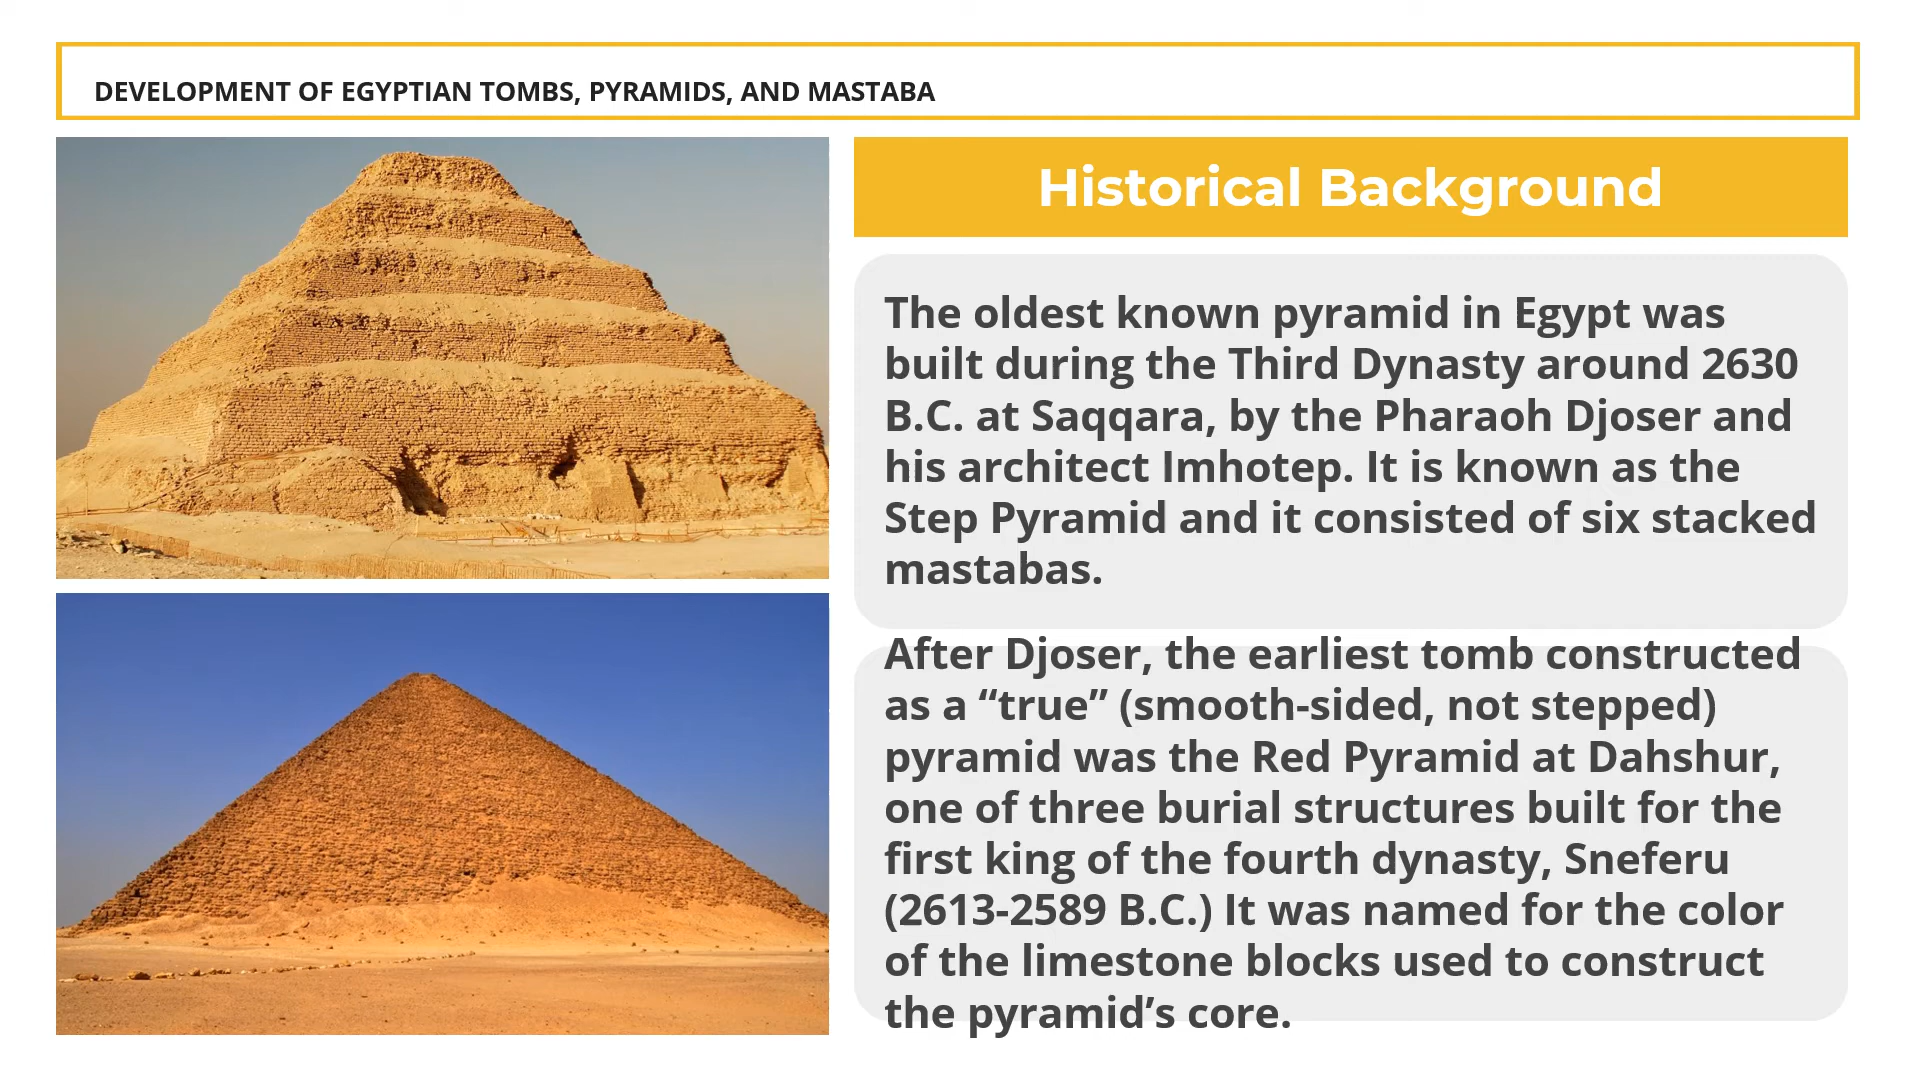 DEVELOPMENT OF EGYPTIAN TOMBS, PYRAMIDS, AND MASTABA
Historical Background
The oldest known pyramid in Egypt was
built during the Third Dynasty around 2630
B.C. at Saqqara, by the Pharaoh Djoser and
his architect Imhotep. It is known as the
Step Pyramid and it consisted of six stacked
mastabas.
After Djoser, the earliest tomb constructed
as a “true” (smooth-sided, not stepped)
pyramid was the Red Pyramid at Dahshur,
one of three burial structures built for the
first king of the fourth dynasty, Sneferu
(2613-2589 B.C.) It was named for the color
of the limestone blocks used to construct
the pyramid’s core.